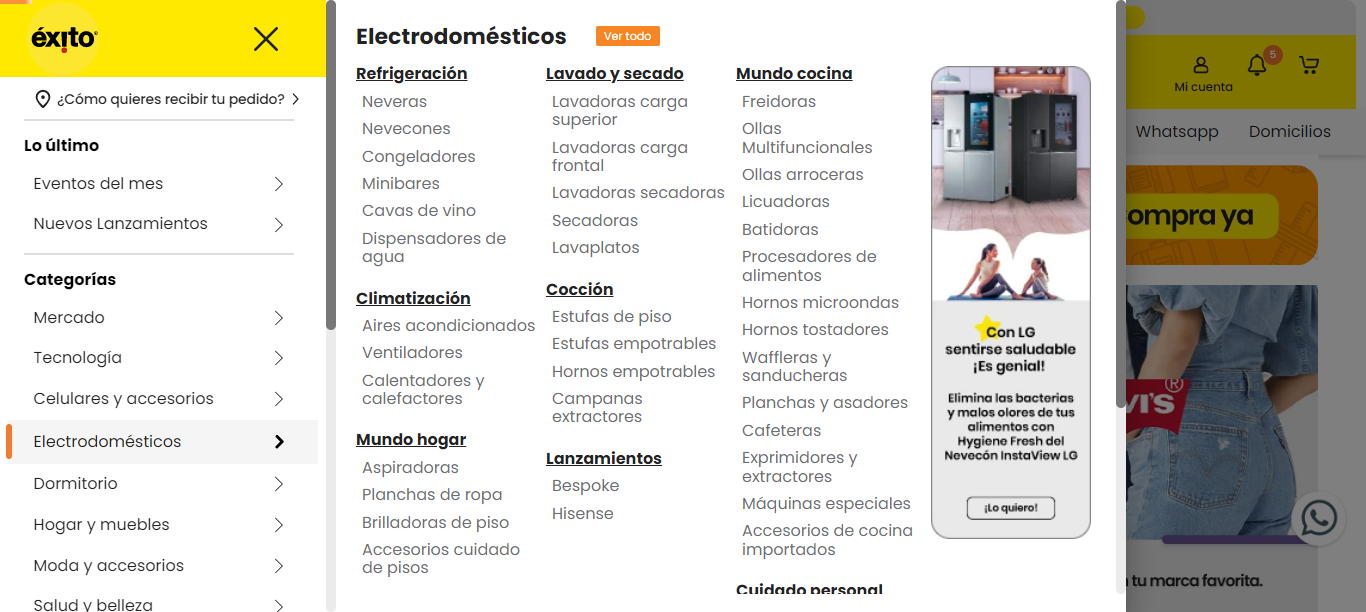 éxito
¿Cómo quieres recibir tu pedido?
Lo último
Eventos del mes
Nuevos Lanzamientos
Categorías
Mercado
Tecnología
Celulares y accesorios
Electrodomésticos
Dormitorio
Hogar y muebles
Moda y accesorios
Salud y belleza
Electrodomésticos
Ver todo
Refrigeración
Neveras
Nevecones
Congeladores
Minibares
Cavas de vino
Dispensadores de
agua
Climatización
Aires acondicionados
Ventiladores
Calentadores y
calefactores
Mundo hogar
Aspiradoras
Planchas de ropa
Brilladoras de piso
Accesorios cuidado
de pisos
Lavado y secado
Lavadoras carga
superior
Lavadoras carga
frontal
Lavadoras secadoras
Secadoras
Lavaplatos
Cocción
Estufas de piso
Estufas empotrables
Hornos empotrables
Campanas
extractores
Lanzamientos
Bespoke
Hisense
Mundo cocina
Freidoras
Ollas
Multifuncionales
Ollas arroceras
Licuadoras
Batidoras
Procesadores de
alimentos
Hornos microondas
Hornos tostadores
Waffleras y
sanducheras
Planchas y asadores
Cafeteras
Exprimidores y
extractores
Máquinas especiales
Accesorios de cocina
importados
Cuidado personal
Con LG
sentirse saludable
¡Es genial!
Elimina las bacterias
y malos olores de tus
alimentos con
Hygiene Fresh del
Nevecón InstaView LG
¡Lo quiero!
5
Mi cuenta
Whatsapp
Domicilios
ompra ya
VI'S ®
tu marca favorita.